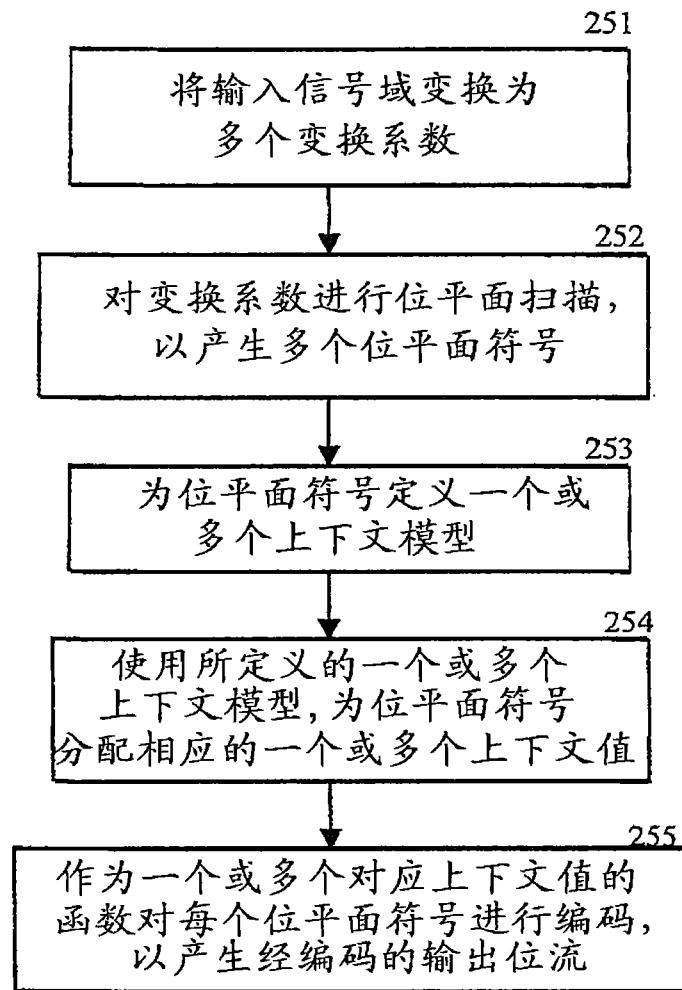 251
将输入信号域变换为
多个变换系数
252
对变换系数进行位平面扫描，
以产生多个位平面符号
253
为位平面符号定义一个或
多个上下文模型
254
使用所定义的一个或多个
上下文模型，为位平面符号
分配相应的一个或多个上下文值
255
作为一个或多个对应上下文值的
函数对每个位平面符号进行编码，
以产生经编码的输出位流